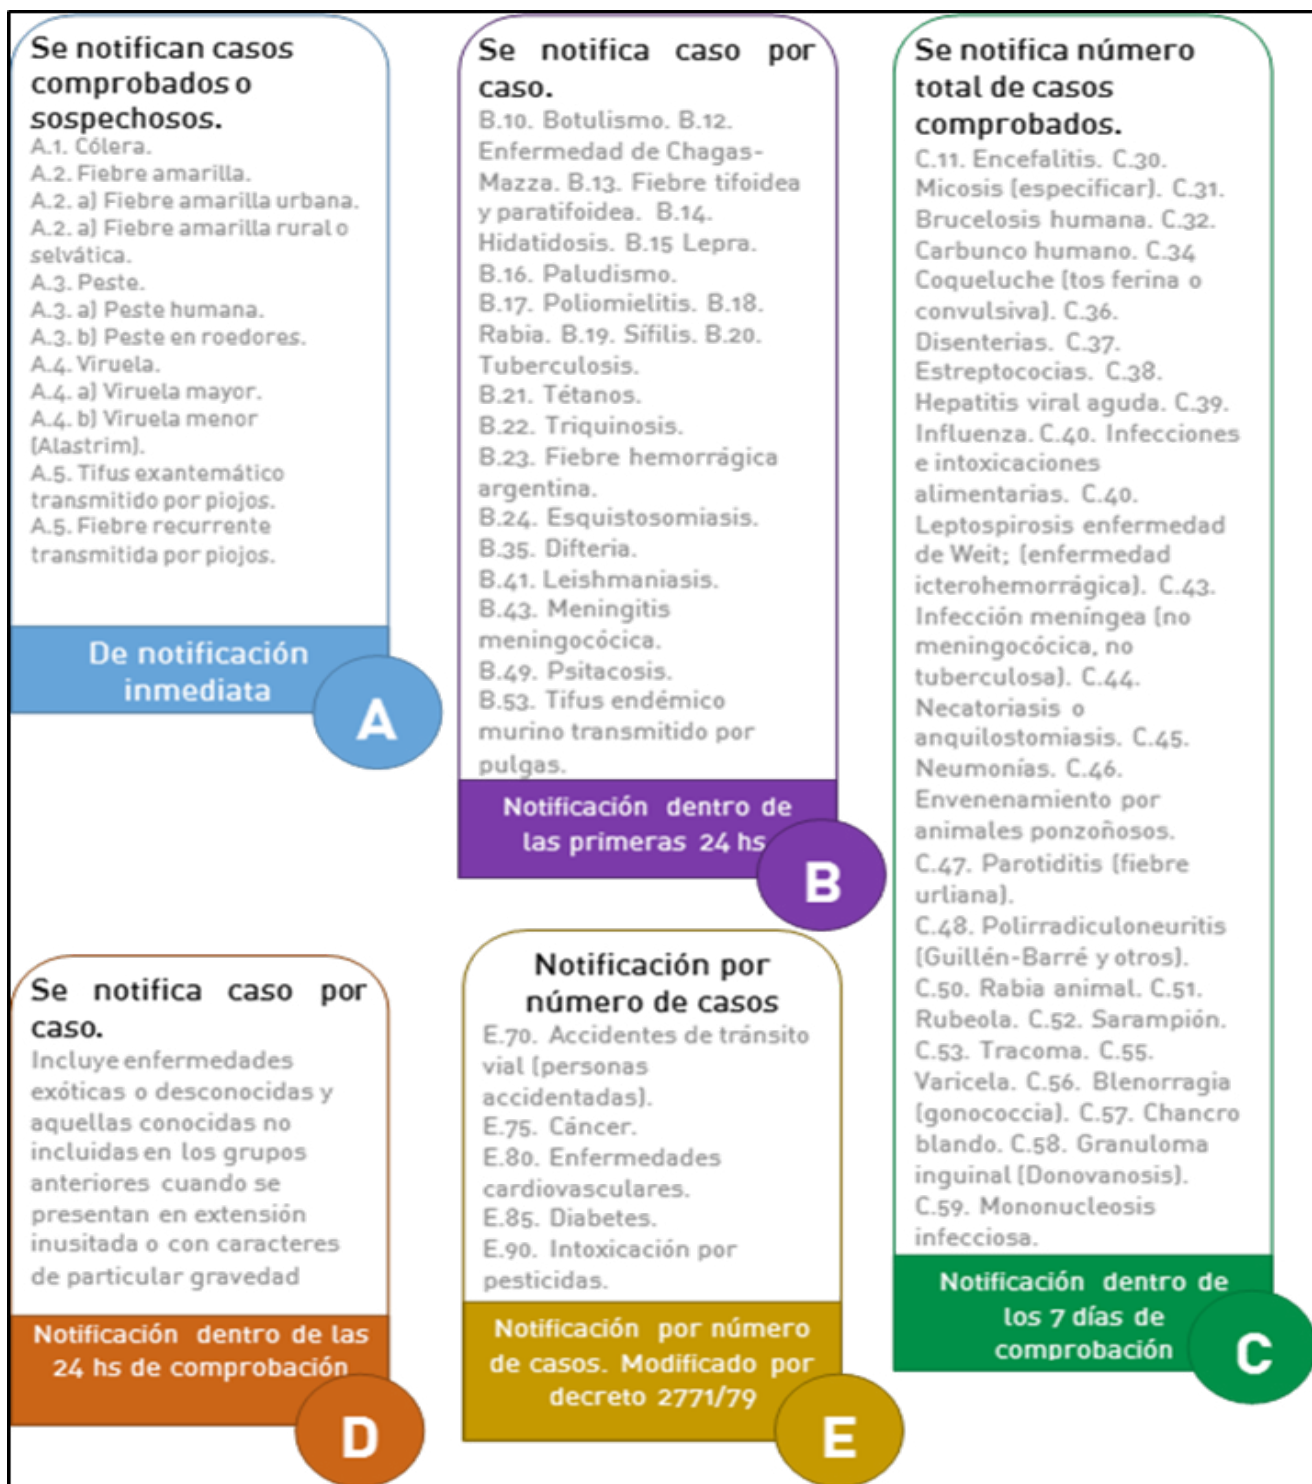 Se notifican casos
comprobados o
sospechosos.
A.1. Cólera.
A.2. Fiebre amarilla.
A.2. a) Fiebre amarilla urbana.
A.2. a) Fiebre amarilla rural o
selvática.
A.3. Peste.
A.3. a) Peste humana.
A.3. b) Peste en roedores.
A.4. Viruela.
A.4. a) Viruela mayor.
A.4. b) Viruela menor
(Alastrim).
A.5. Tifus exantemático
transmitido por piojos.
A.5. Fiebre recurrente
transmitida por piojos.
De notificación
inmediata
A
Se notifica caso por
caso.
B.10. Botulismo. B.12.
Enfermedad de Chagas-
Mazza. B.13. Fiebre tifoidea
y paratifoidea. B.14.
Hidatidosis. B.15 Lepra.
B.16. Paludismo.
B.17. Poliomielitis. B.18.
Rabia. B.19. Sífilis. B.20.
Tuberculosis.
B.21. Tétanos.
B.22. Triquinosis.
B.23. Fiebre hemorrágica
argentina.
B.24. Esquistosomiasis.
B.35. Difteria.
B.41. Leishmaniasis.
B.43. Meningitis
meningocócica.
B.49. Psitacosis.
B.53. Tifus endémico
murino transmitido por
pulgas.
Notificación dentro de
las primeras 24 hs
B
Se notifica número
total de casos
comprobados.
C.11. Encefalitis. C.30.
Micosis (especificar). C.31.
Brucelosis humana. C.32.
Carbunco humano. C.34
Coqueluche (tos ferina o
convulsiva). C.36.
Disenterias. C.37.
Estreptococias. C.38.
Hepatitis viral aguda. C.39.
Influenza. C.40. Infecciones
e intoxicaciones
alimentarias. C.40.
Leptospirosis enfermedad
de Weit; (enfermedad
icterohemorrágica). C.43.
Infección meníngea (no
meningocócica, no
tuberculosa). C.44.
Necatoriasis o
anquilostomiasis. C.45.
Neumonías. C.46.
Envenenamiento por
animales ponzoñosos.
C.47. Parotiditis (fiebre
urliana).
C.48. Polirradiculoneuritis
(Guillén-Barré y otros).
C.50. Rabia animal. C.51.
Rubeola. C.52. Sarampión.
C.53. Tracoma. C.55.
Varicela. C.56. Blenorragia
(gonococcia). C.57. Chancro
blando. C.58. Granuloma
inguinal (Donovanosis).
C.59. Mononucleosis
infecciosa.
Notificación dentro de
los 7 días de
comprobación
C
Se notifica caso por
caso.
Incluye enfermedades
exóticas o desconocidas y
aquellas conocidas no
incluidas en los grupos
anteriores cuando se
presentan en extensión
inusitada o con caracteres
de particular gravedad
Notificación dentro de las
24 hs de comprobación
D
Notificación por
número de casos
E.70. Accidentes de tránsito
vial (personas
accidentadas).
E.75. Cáncer.
E.80. Enfermedades
cardiovasculares.
E.85. Diabetes.
E.90. Intoxicación por
pesticidas.
Notificación por número
de casos. Modificado por
decreto 2771/79
E